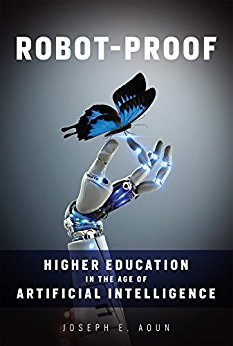 ROBOT-PROOF
HIGHER EDUCATION
IN THE AGE OF
ARTIFICIAL INTELLIGENCE
JOSEPH E. AOUN